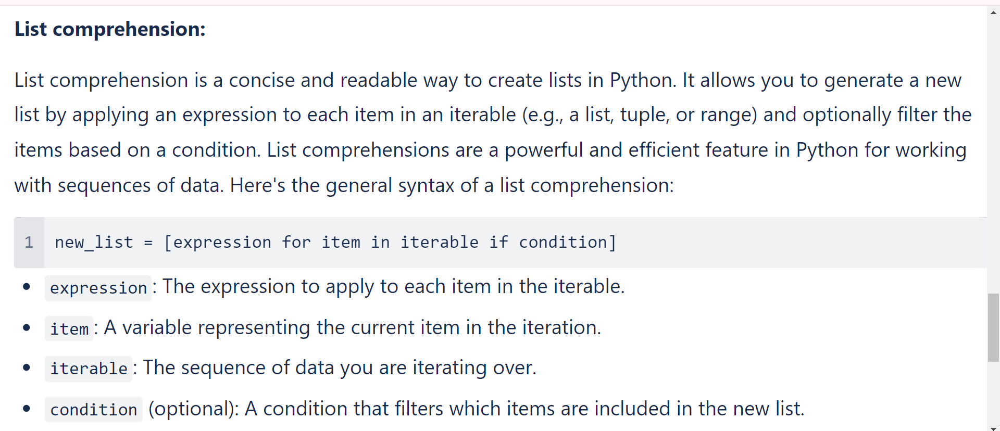 List comprehension:
List comprehension is a concise and readable way to create lists in Python. It allows you to generate a new
list by applying an expression to each item in an iterable (e.g., a list, tuple, or range) and optionally filter the
items based on a condition. List comprehensions are a powerful and efficient feature in Python for working
with sequences of data. Here's the general syntax of a list comprehension:
1 new_list = [expression for item in iterable if condition]
• expression: The expression to apply to each item in the iterable.
• item: A variable representing the current item in the iteration.
• iterable: The sequence of data you are iterating over.
• condition (optional): A condition that filters which items are included in the new list.